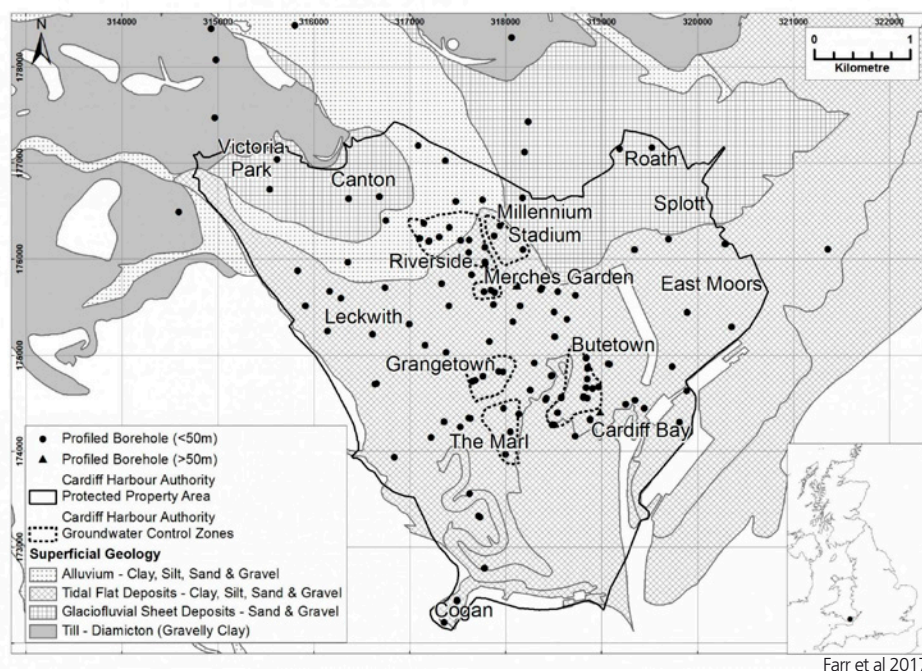 314000 315000 316000 317000 318000 319000 320000 321000 322000
N
0 1
Kilometre
178000
177000
176000
175000
174000
173000
Victoria
Park
Canton
Roath
Splott
Millennium
Stadium
Riverside
Merches Garden
East Moors
Leckwith
Butetown
Grangetown
The Marl
Cardiff Bay
Cogan
Profiled Borehole (<50m)
Profiled Borehole (>50m)
Cardiff Harbour Authority
Protected Property Area
Cardiff Harbour Authority
Groundwater Control Zones
Superficial Geology
Alluvium - Clay, Silt, Sand & Gravel
Tidal Flat Deposits - Clay, Silt, Sand & Gravel
Glaciofluvial Sheet Deposits - Sand & Gravel
Till - Diamicton (Gravelly Clay)
Farr et al